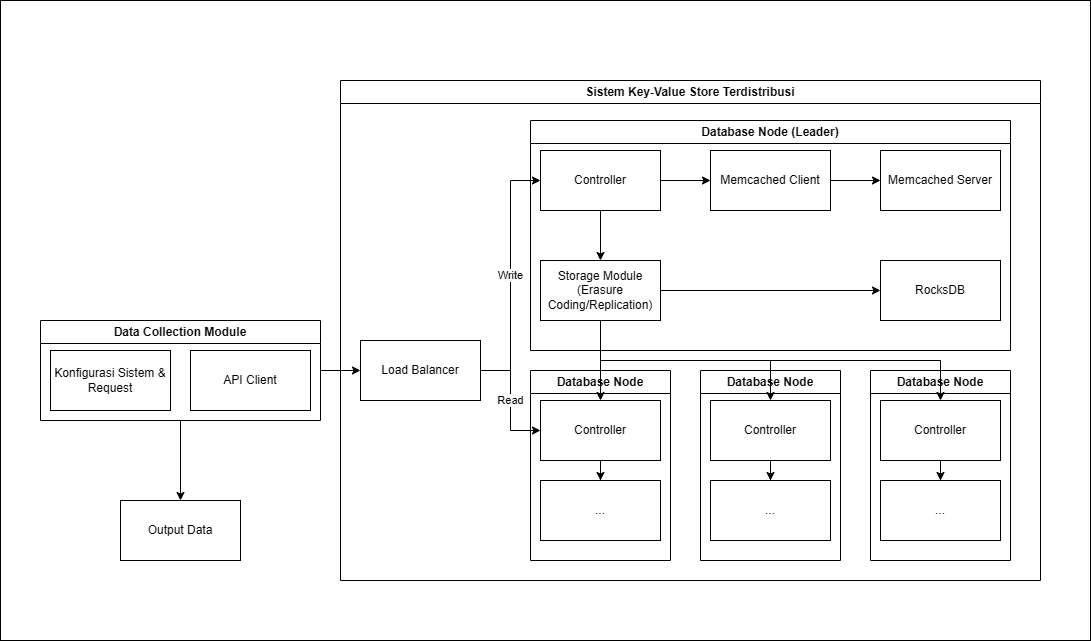 Sistem Key-Value Store Terdistribusi
Database Node (Leader)
Controller
Memcached Client
Memcached Server
Write
Storage Module
(Erasure
Coding/Replication)
RocksDB
Data Collection Module
Konfigurasi Sistem &
Request
API Client
Load Balancer
Read
Database Node
Database Node
Database Node
Controller
Controller
Controller
...
...
...
Output Data